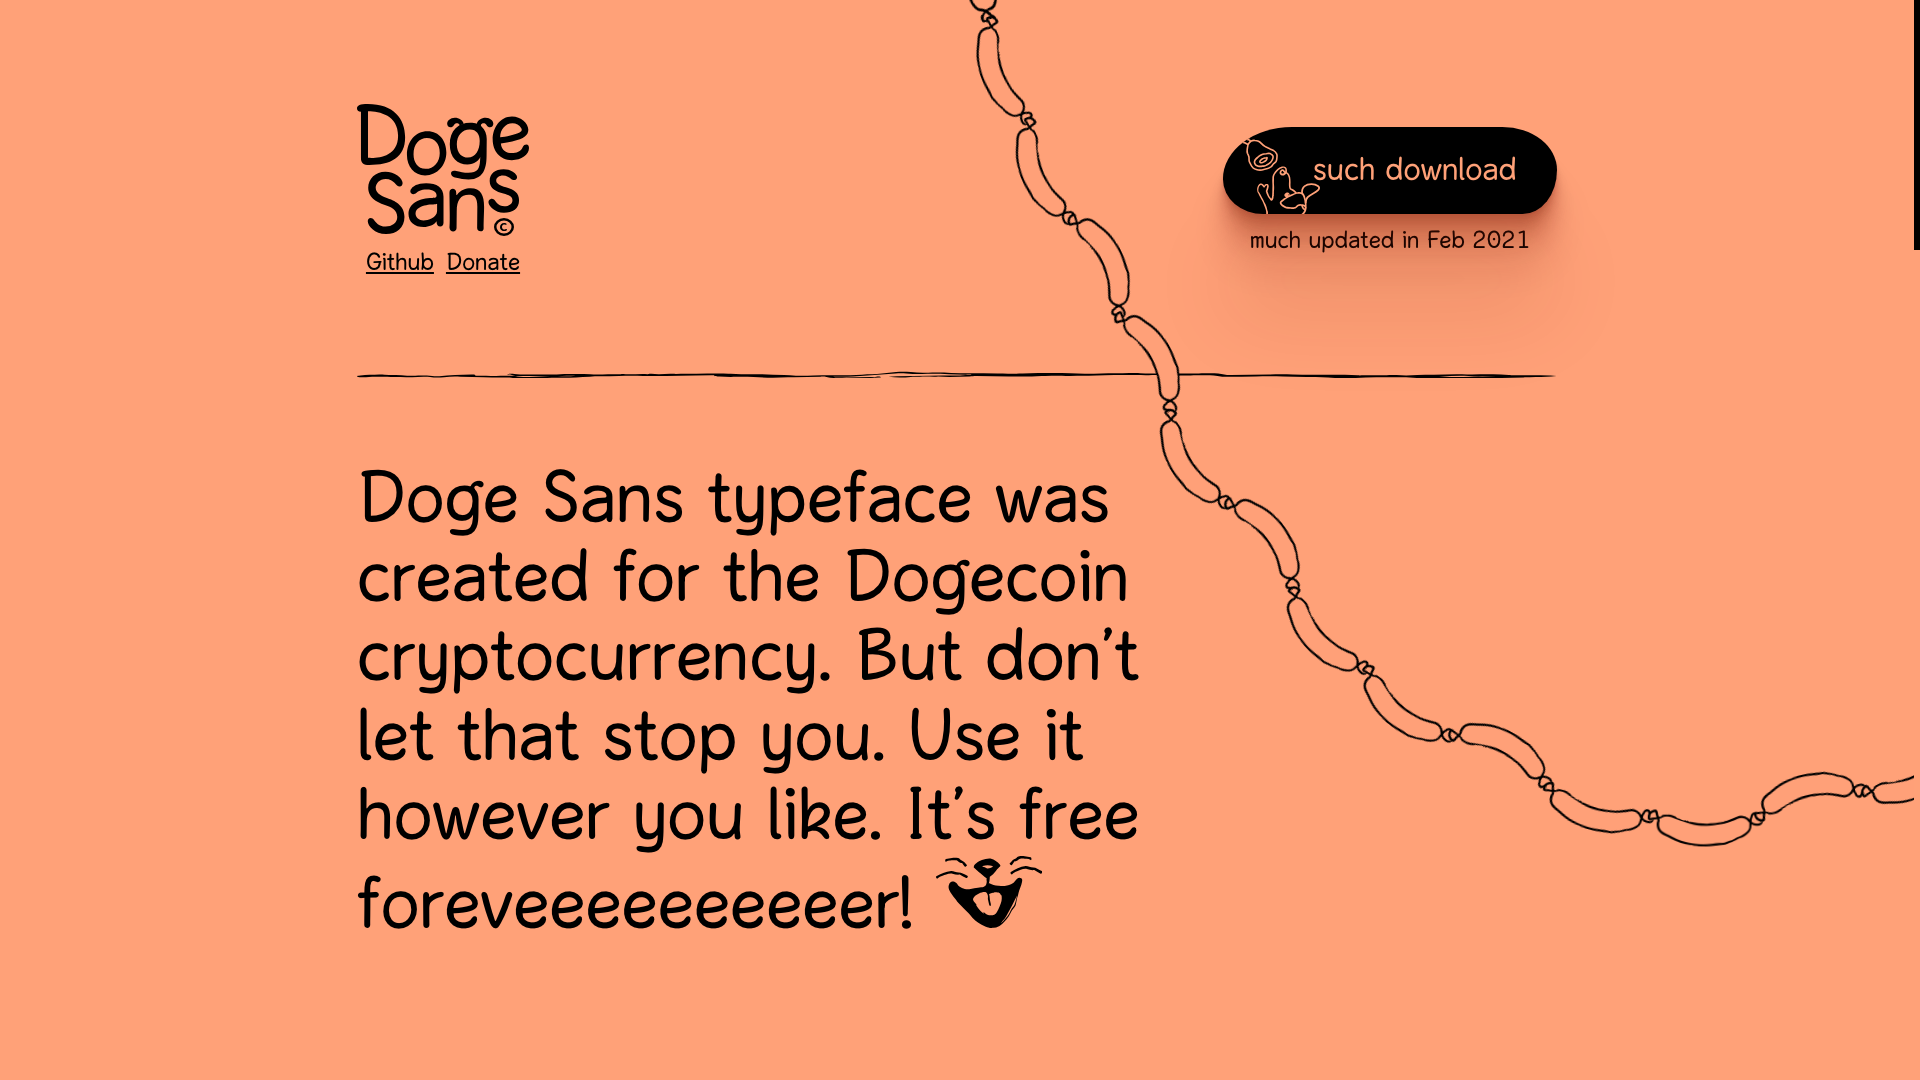 Doge
Sans©
Github Donate
such download
much updated in Feb 2021
Doge Sans typeface was
created for the Dogecoin
cryptocurrency. But don’t
let that stop you. Use it
however you like. It’s free
foreveeeeeeeeeer!